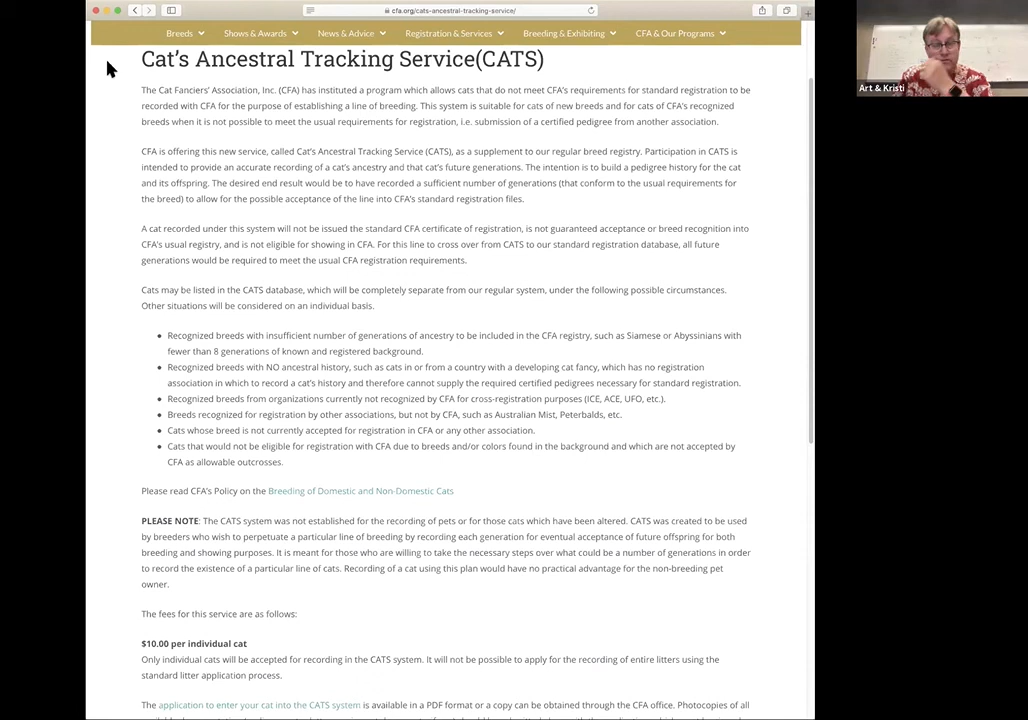 cfa.org/cats-ancestral-tracking-service/
Breeds Shows & Awards News & Advice Registration & Services Breeding & Exhibiting CFA & Our Programs
Art & Kristi
Cat's Ancestral Tracking Service(CATS)
The Cat Fanciers' Association, Inc. (CFA) has instituted a program which allows cats that do not meet CFA's requirements for standard registration to be
recorded with CFA for the purpose of establishing a line of breeding. This system is suitable for cats of new breeds and for cats of CFA's recognized
breeds when it is not possible to meet the usual requirements for registration, i.e. submission of a certified pedigree from another association.
CFA is offering this new service, called Cat's Ancestral Tracking Service (CATS), as a supplement to our regular breed registry. Participation in CATS is
intended to provide an accurate recording of a cat's ancestry and that cat's future generations. The intention is to build a pedigree history for the cat
and its offspring. The desired end result would be to have recorded a sufficient number of generations (that conform to the usual requirements for
the breed) to allow for the possible acceptance of the line into CFA's standard registration files.
A cat recorded under this system will not be issued the standard CFA certificate of registration, is not guaranteed acceptance or breed recognition into
CFA's usual registry, and is not eligible for showing in CFA. For this line to cross over from CATS to our standard registration database, all future
generations would be required to meet the usual CFA registration requirements.
Cats may be listed in the CATS database, which will be completely separate from our regular system, under the following possible circumstances.
Other situations will be considered on an individual basis.
• Recognized breeds with insufficient number of generations of ancestry to be included in the CFA registry, such as Siamese or Abyssinians with
fewer than 8 generations of known and registered background.
• Recognized breeds with NO ancestral history, such as cats in or from a country with a developing cat fancy, which has no registration
association in which to record a cat's history and therefore cannot supply the required certified pedigrees necessary for standard registration.
• Recognized breeds from organizations currently not recognized by CFA for cross-registration purposes (ICE, ACE, UFO, etc.).
• Breeds recognized for registration by other associations, but not by CFA, such as Australian Mist, Peterbalds, etc.
• Cats whose breed is not currently accepted for registration in CFA or any other association.
• Cats that would not be eligible for registration with CFA due to breeds and/or colors found in the background and which are not accepted by
CFA as allowable outcrosses.
Please read CFA's Policy on the Breeding of Domestic and Non-Domestic Cats
PLEASE NOTE: The CATS system was not established for the recording of pets or for those cats which have been altered. CATS was created to be used
by breeders who wish to perpetuate a particular line of breeding by recording each generation for eventual acceptance of future offspring for both
breeding and showing purposes. It is meant for those who are willing to take the necessary steps over what could be a number of generations in order
to record the existence of a particular line of cats. Recording of a cat using this plan would have no practical advantage for the non-breeding pet
owner.
The fees for this service are as follows:
$10.00 per individual cat
Only individual cats will be accepted for recording in the CATS system. It will not be possible to apply for the recording of entire litters using the
standard litter application process.
The application to enter your cat into the CATS system is available in a PDF format or a copy can be obtained through the CFA office. Photocopies of all